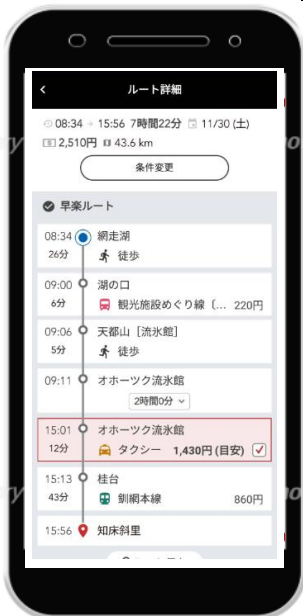 ルート詳細
08:34 → 15:56 7時間22分 11/30 (土)
2,510円 43.6 km
条件変更
早楽ルート
08:34 網走湖
26分 徒歩
09:00 湖の口
6分 観光施設めぐり線〔... 220円
09:06 天都山［流氷館］
5分 徒歩
09:11 オホーツク流氷館
2時間0分
15:01 オホーツク流氷館
12分 タクシー 1,430円(目安)
15:13 桂台
43分 釧網本線 860円
15:56 知床斜里